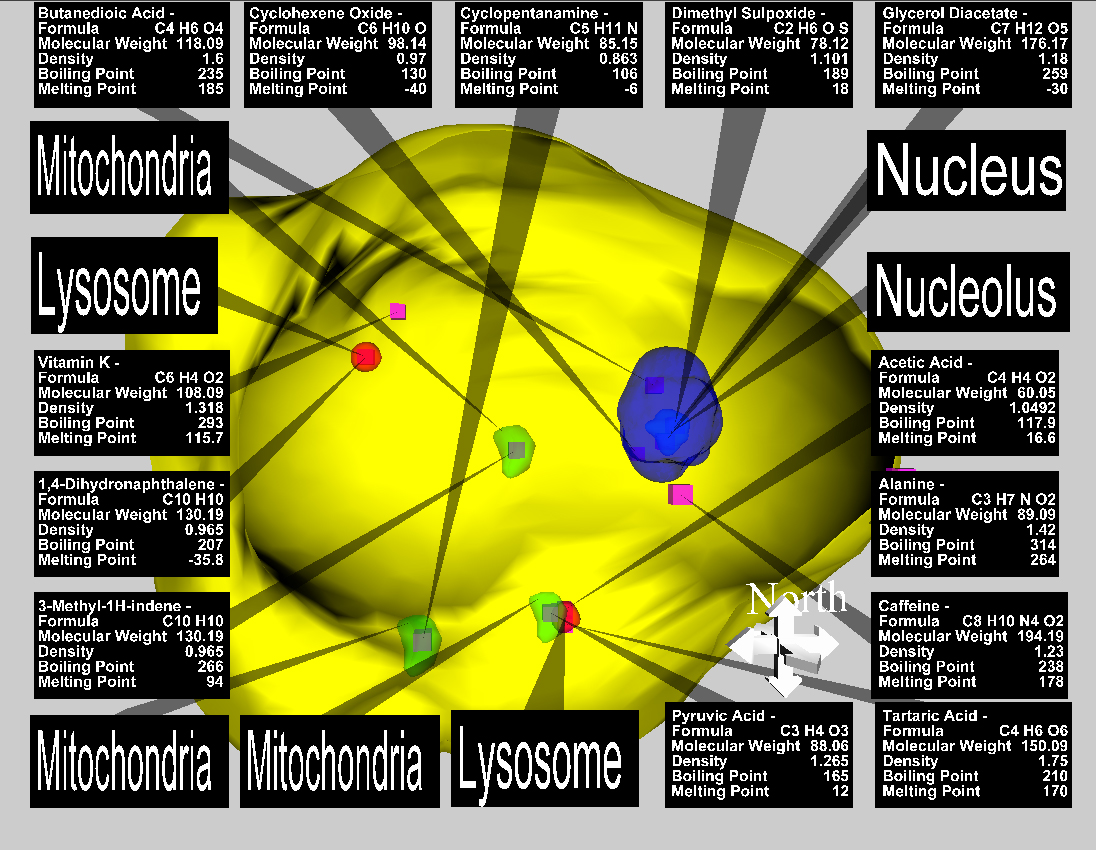 Butanedioic Acid -
Formula C4 H6 O4
Molecular Weight 118.09
Density 1.6
Boiling Point 235
Melting Point 185
Cyclohexene Oxide -
Formula C6 H10 O
Molecular Weight 98.14
Density 0.97
Boiling Point 130
Melting Point -40
Cyclopentanamine -
Formula C5 H11 N
Molecular Weight 85.15
Density 0.863
Boiling Point 106
Melting Point -6
Dimethyl Sulpoxide -
Formula C2 H6 O S
Molecular Weight 78.12
Density 1.101
Boiling Point 189
Melting Point 18
Glycerol Diacetate -
Formula C7 H12 O5
Molecular Weight 176.17
Density 1.18
Boiling Point 259
Melting Point -30
Mitochondria
Nucleus
Lysosome
Nucleolus
Vitamin K -
Formula C6 H4 O2
Molecular Weight 108.09
Density 1.318
Boiling Point 293
Melting Point 115.7
Acetic Acid -
Formula C4 H4 O2
Molecular Weight 60.05
Density 1.0492
Boiling Point 117.9
Melting Point 16.6
1,4-Dihydronaphthalene -
Formula C10 H10
Molecular Weight 130.19
Density 0.965
Boiling Point 207
Melting Point -35.8
Alanine -
Formula C3 H7 N O2
Molecular Weight 89.09
Density 1.42
Boiling Point 314
Melting Point 264
3-Methyl-1H-indene -
Formula C10 H10
Molecular Weight 130.19
Density 0.965
Boiling Point 266
Melting Point 94
North
Caffeine -
Formula C8 H10 N4 O2
Molecular Weight 194.19
Density 1.23
Boiling Point 238
Melting Point 178
Mitochondria
Mitochondria
Lysosome
Pyruvic Acid -
Formula C3 H4 O3
Molecular Weight 88.06
Density 1.265
Boiling Point 165
Melting Point 12
Tartaric Acid -
Formula C4 H6 O6
Molecular Weight 150.09
Density 1.75
Boiling Point 210
Melting Point 170